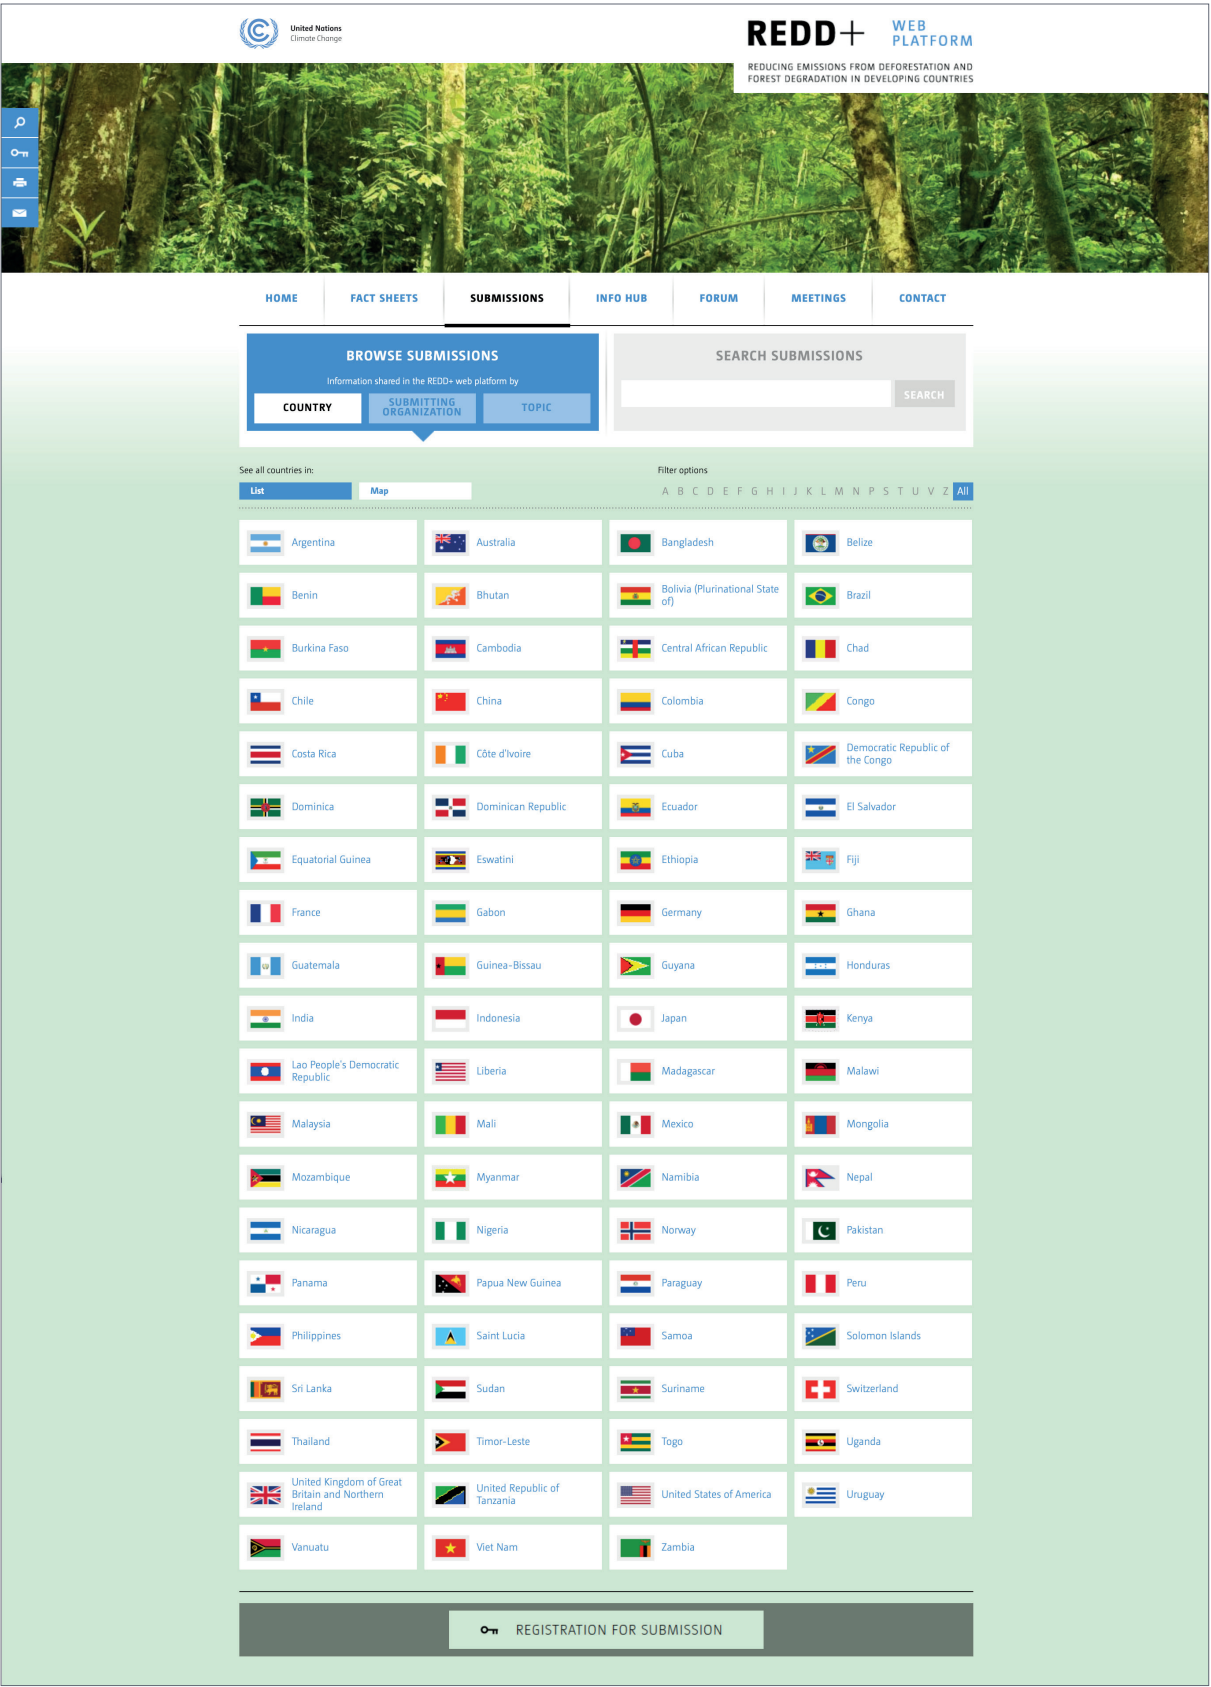 United Nations
Climate Change
REDD+ WEB PLATFORM
REDUCING EMISSIONS FROM DEFORESTATION AND
FOREST DEGRADATION IN DEVELOPING COUNTRIES
HOME FACT SHEETS SUBMISSIONS INFO HUB FORUM MEETINGS CONTACT
BROWSE SUBMISSIONS
Information shared in the REDD+ web platform by
COUNTRY
SUBMITTING
ORGANIZATION
TOPIC
SEARCH SUBMISSIONS
SEARCH
See all countries in:
List Map
Filter options
A B C D E F G H I J K L M N P S T U V Z All
Argentina
Australia
Bangladesh
Belize
Benin
Bhutan
Bolivia (Plurinational State
of)
Brazil
Burkina Faso
Cambodia
Central African Republic
Chad
Chile
China
Colombia
Congo
Costa Rica
Côte d'Ivoire
Cuba
Democratic Republic of
the Congo
Dominica
Dominican Republic
Ecuador
El Salvador
Equatorial Guinea
Eswatini
Ethiopia
Fiji
France
Gabon
Germany
Ghana
Guatemala
Guinea-Bissau
Guyana
Honduras
India
Indonesia
Japan
Kenya
Lao People's Democratic
Republic
Liberia
Madagascar
Malawi
Malaysia
Mali
Mexico
Mongolia
Mozambique
Myanmar
Namibia
Nepal
Nicaragua
Nigeria
Norway
Pakistan
Panama
Papua New Guinea
Paraguay
Peru
Philippines
Saint Lucia
Samoa
Solomon Islands
Sri Lanka
Sudan
Suriname
Switzerland
Thailand
Timor-Leste
Togo
Uganda
United Kingdom of Great
Britain and Northern
Ireland
United Republic of
Tanzania
United States of America
Uruguay
Vanuatu
Viet Nam
Zambia
REGISTRATION FOR SUBMISSION